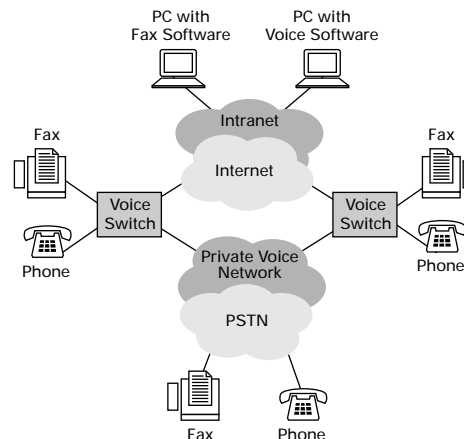 PC with
Fax Software
PC with
Voice Software
Intranet
Internet
Fax
Fax
Voice
Switch
Voice
Switch
Phone
Phone
Private Voice
Network
PSTN
Fax
Phone